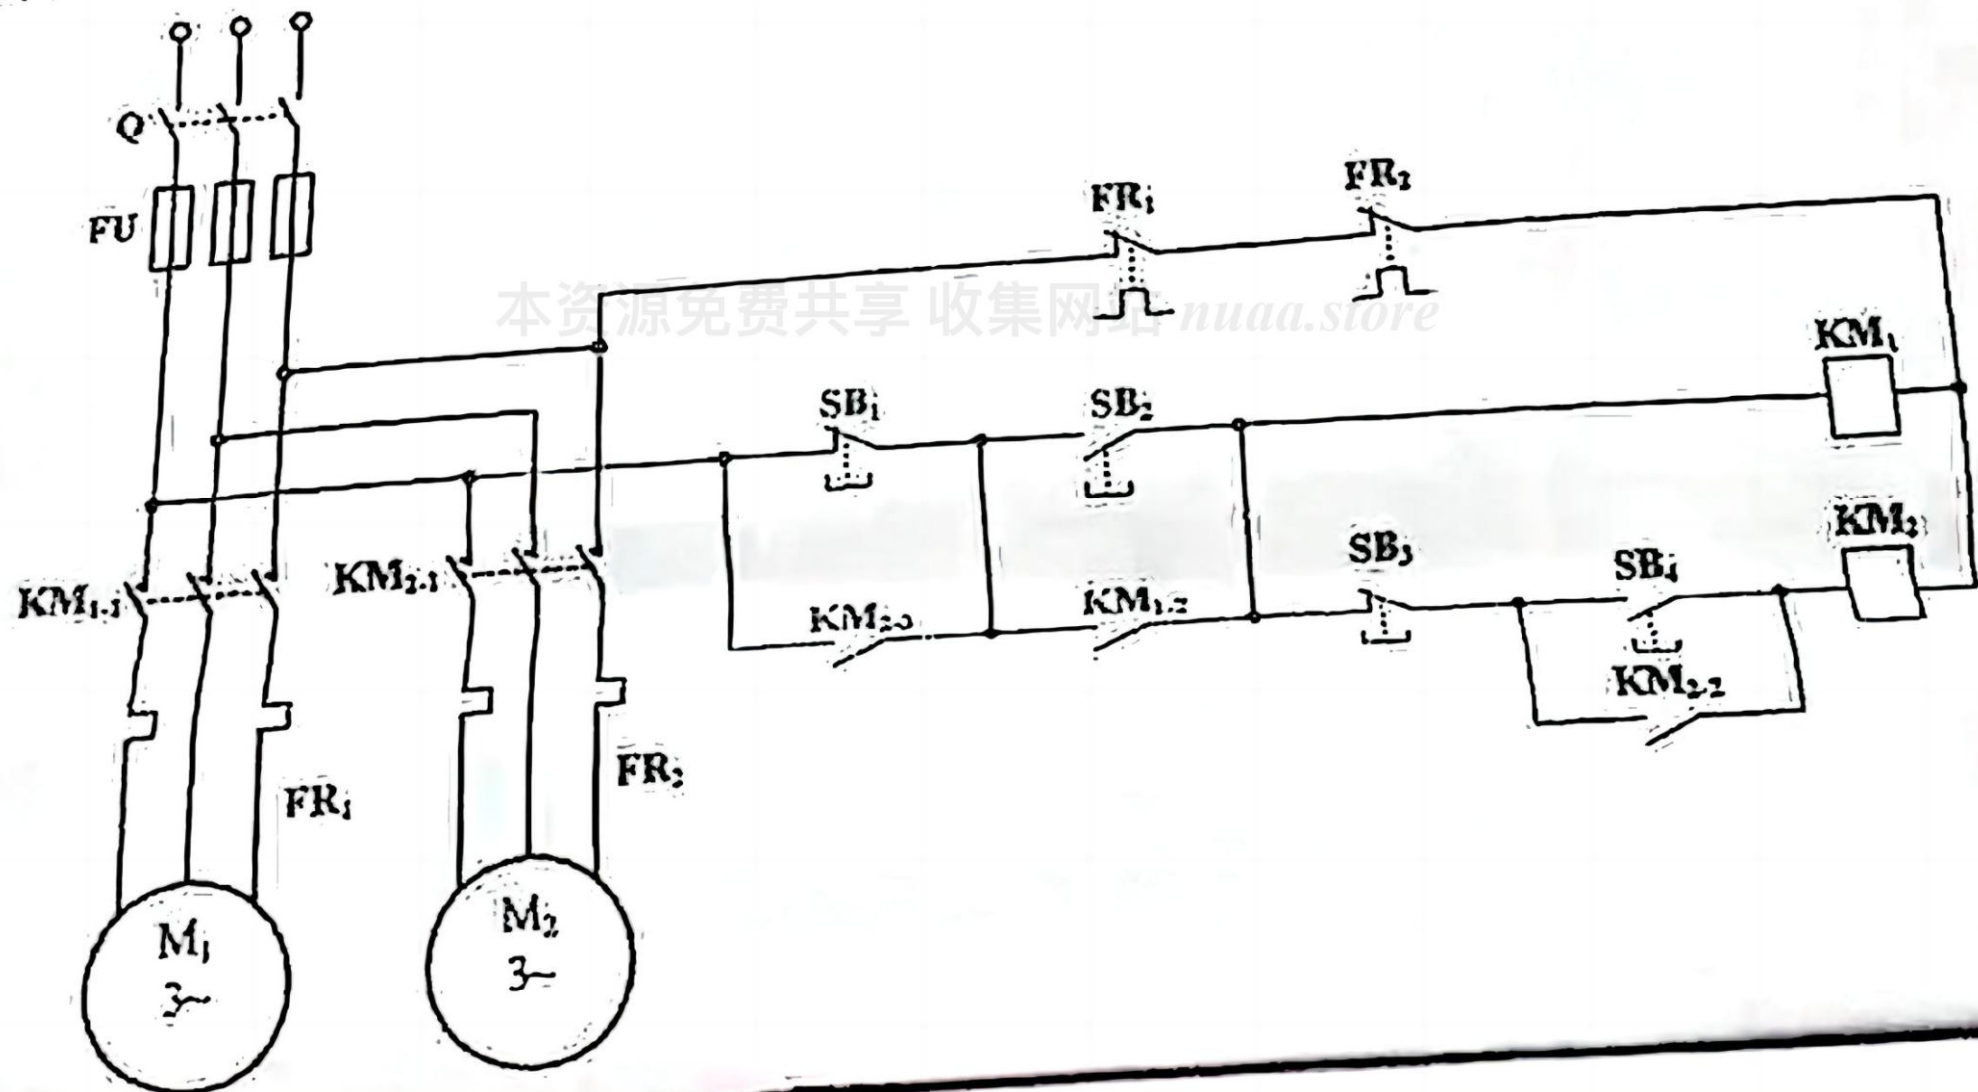 Q
FU
FR₁
FR₂
本资源免费共享 收集网站 nuaa.store
KM₁
SB₁
SB₂
KM₂
SB₃
SB₄
KM₁₋₁
KM₂₋₁
KM₂₋₃
KM₁₋₂
KM₂₋₂
FR₁
FR₂
M₁
3~
M₂
3~